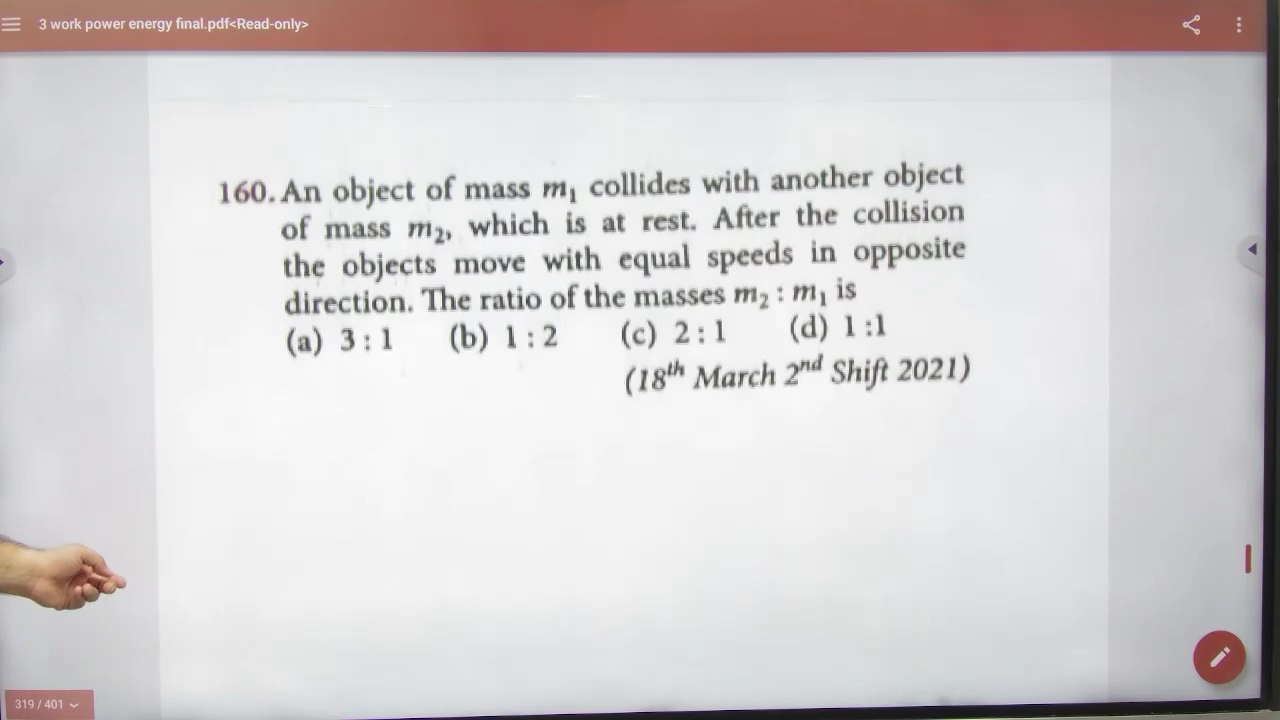 3 work power energy final.pdf<Read-only>
160. An object of mass m₁ collides with another object
of mass m₂, which is at rest. After the collision
the objects move with equal speeds in opposite
direction. The ratio of the masses m₂ : m₁ is
(a) 3 : 1 (b) 1 : 2 (c) 2 : 1 (d) 1 :1
(18ᵗʰ March 2ⁿᵈ Shift 2021)
319 / 401